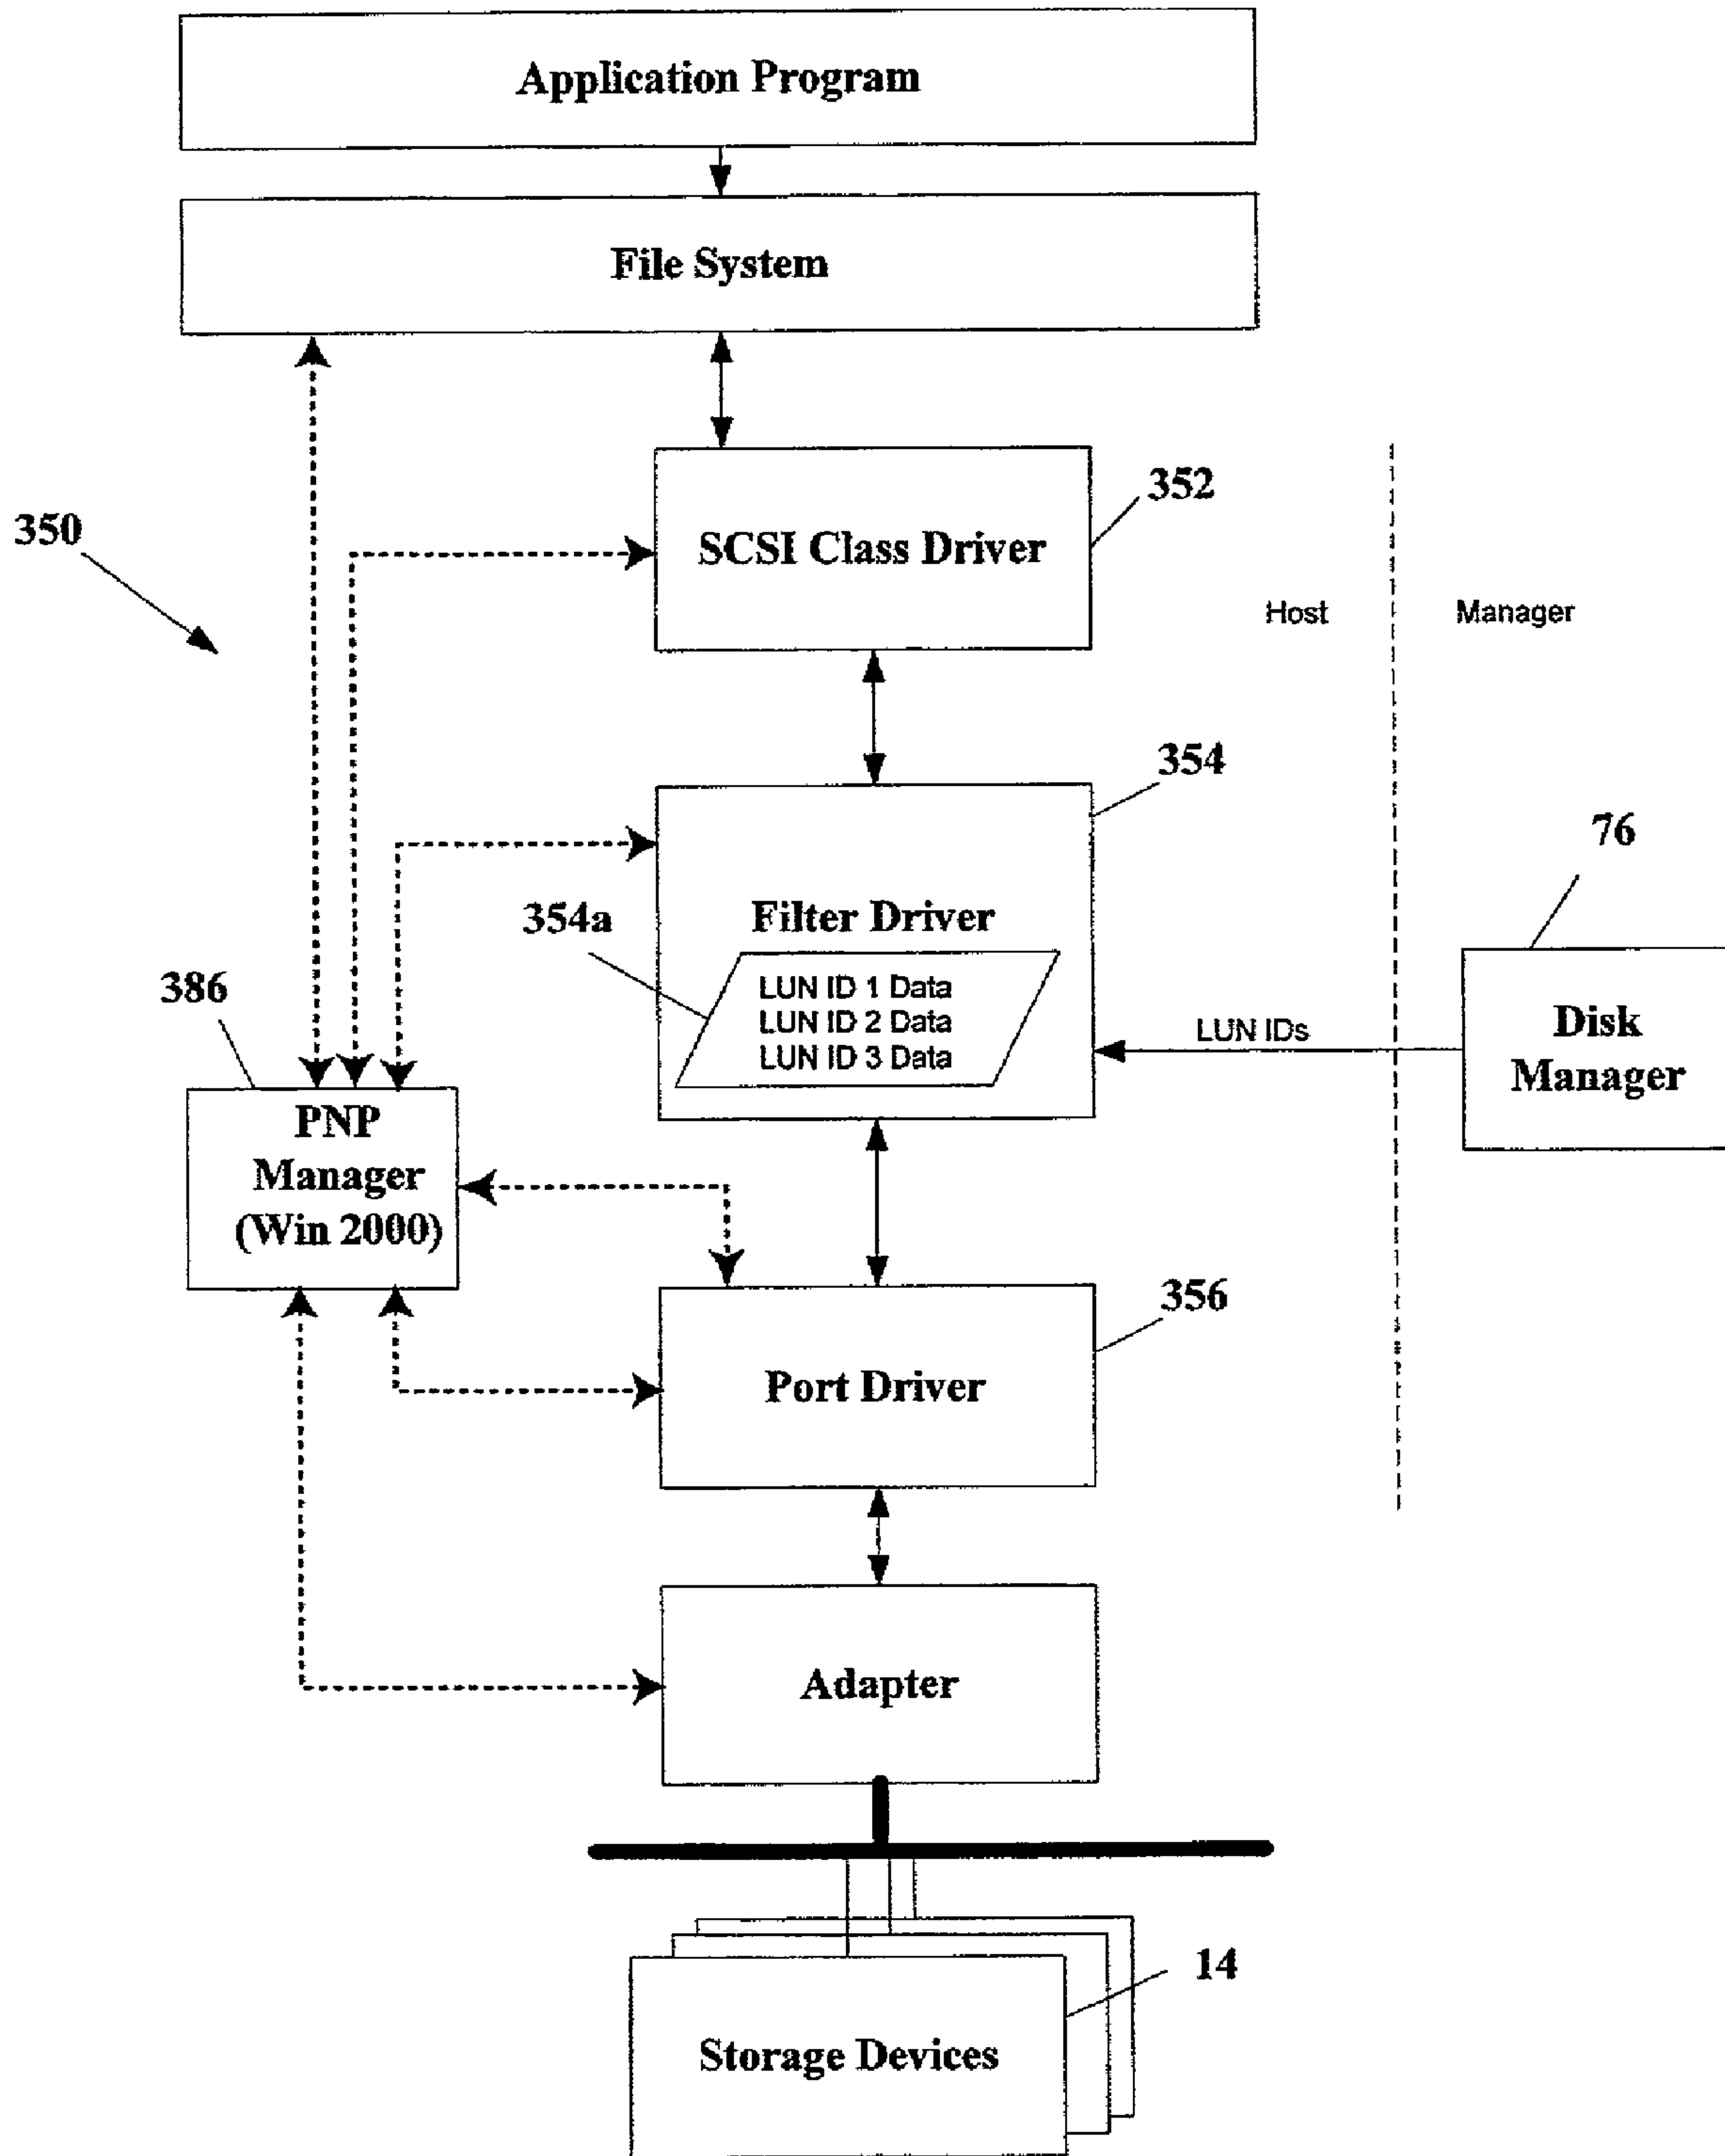 Application Program
File System
352
350
SCSI Class Driver
Host
Manager
354
76
354a
Filter Driver
LUN ID 1 Data
LUN ID 2 Data
LUN ID 3 Data
386
LUN IDs
Disk
Manager
PNP
Manager
(Win 2000)
356
Port Driver
Adapter
14
Storage Devices